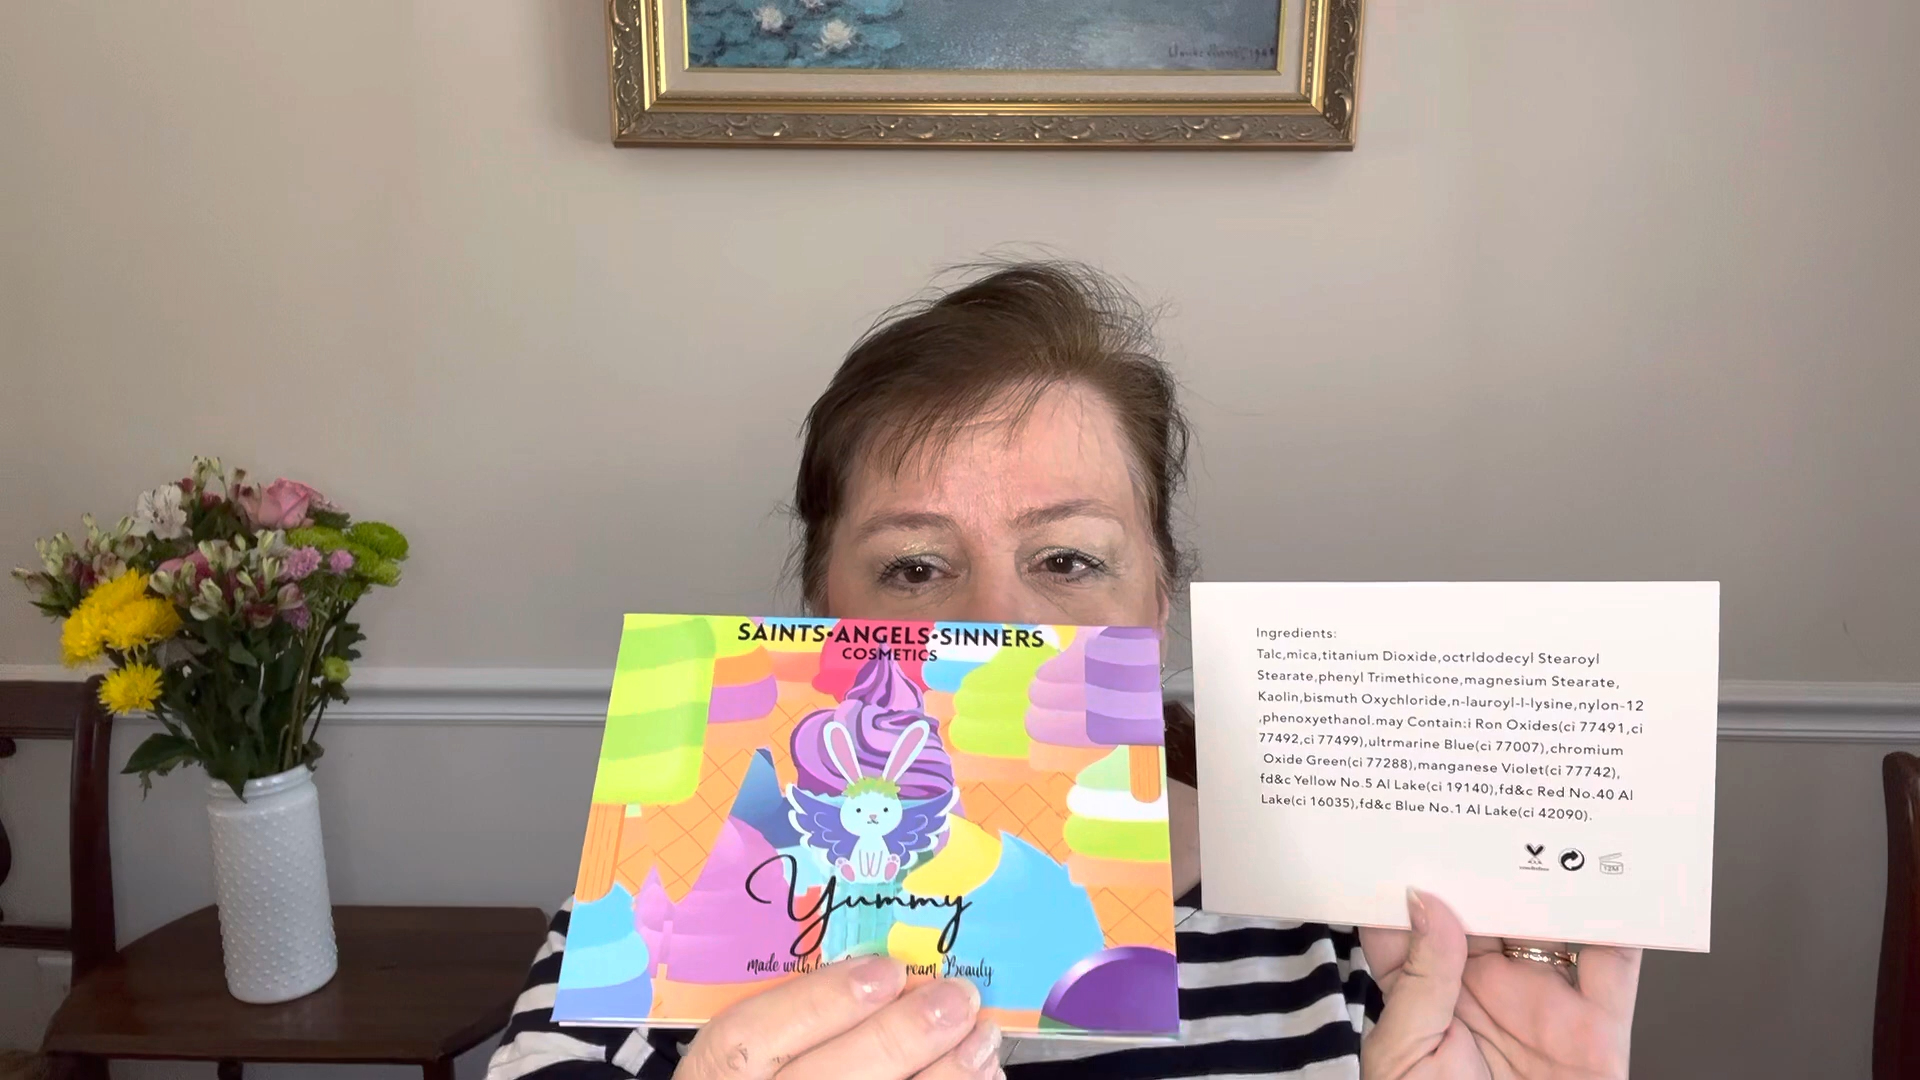 SAINTS•ANGELS•SINNERS
COSMETICS
Yummy
made with Beauty
Ingredients:
Talc,mica,titanium Dioxide,octrldodecyl Stearoyl
Stearate,phenyl Trimethicone,magnesium Stearate,
Kaolin,bismuth Oxychloride,n-lauroyl-l-lysine,nylon-12
,phenoxyethanol.may Contain:i Ron Oxides(ci 77491,ci
77492,ci 77499),ultrmarine Blue(ci 77007),chromium
Oxide Green(ci 77288),manganese Violet(ci 77742),
fd&c Yellow No.5 Al Lake(ci 19140),fd&c Red No.40 Al
Lake(ci 16035),fd&c Blue No.1 Al Lake(ci 42090).
12M